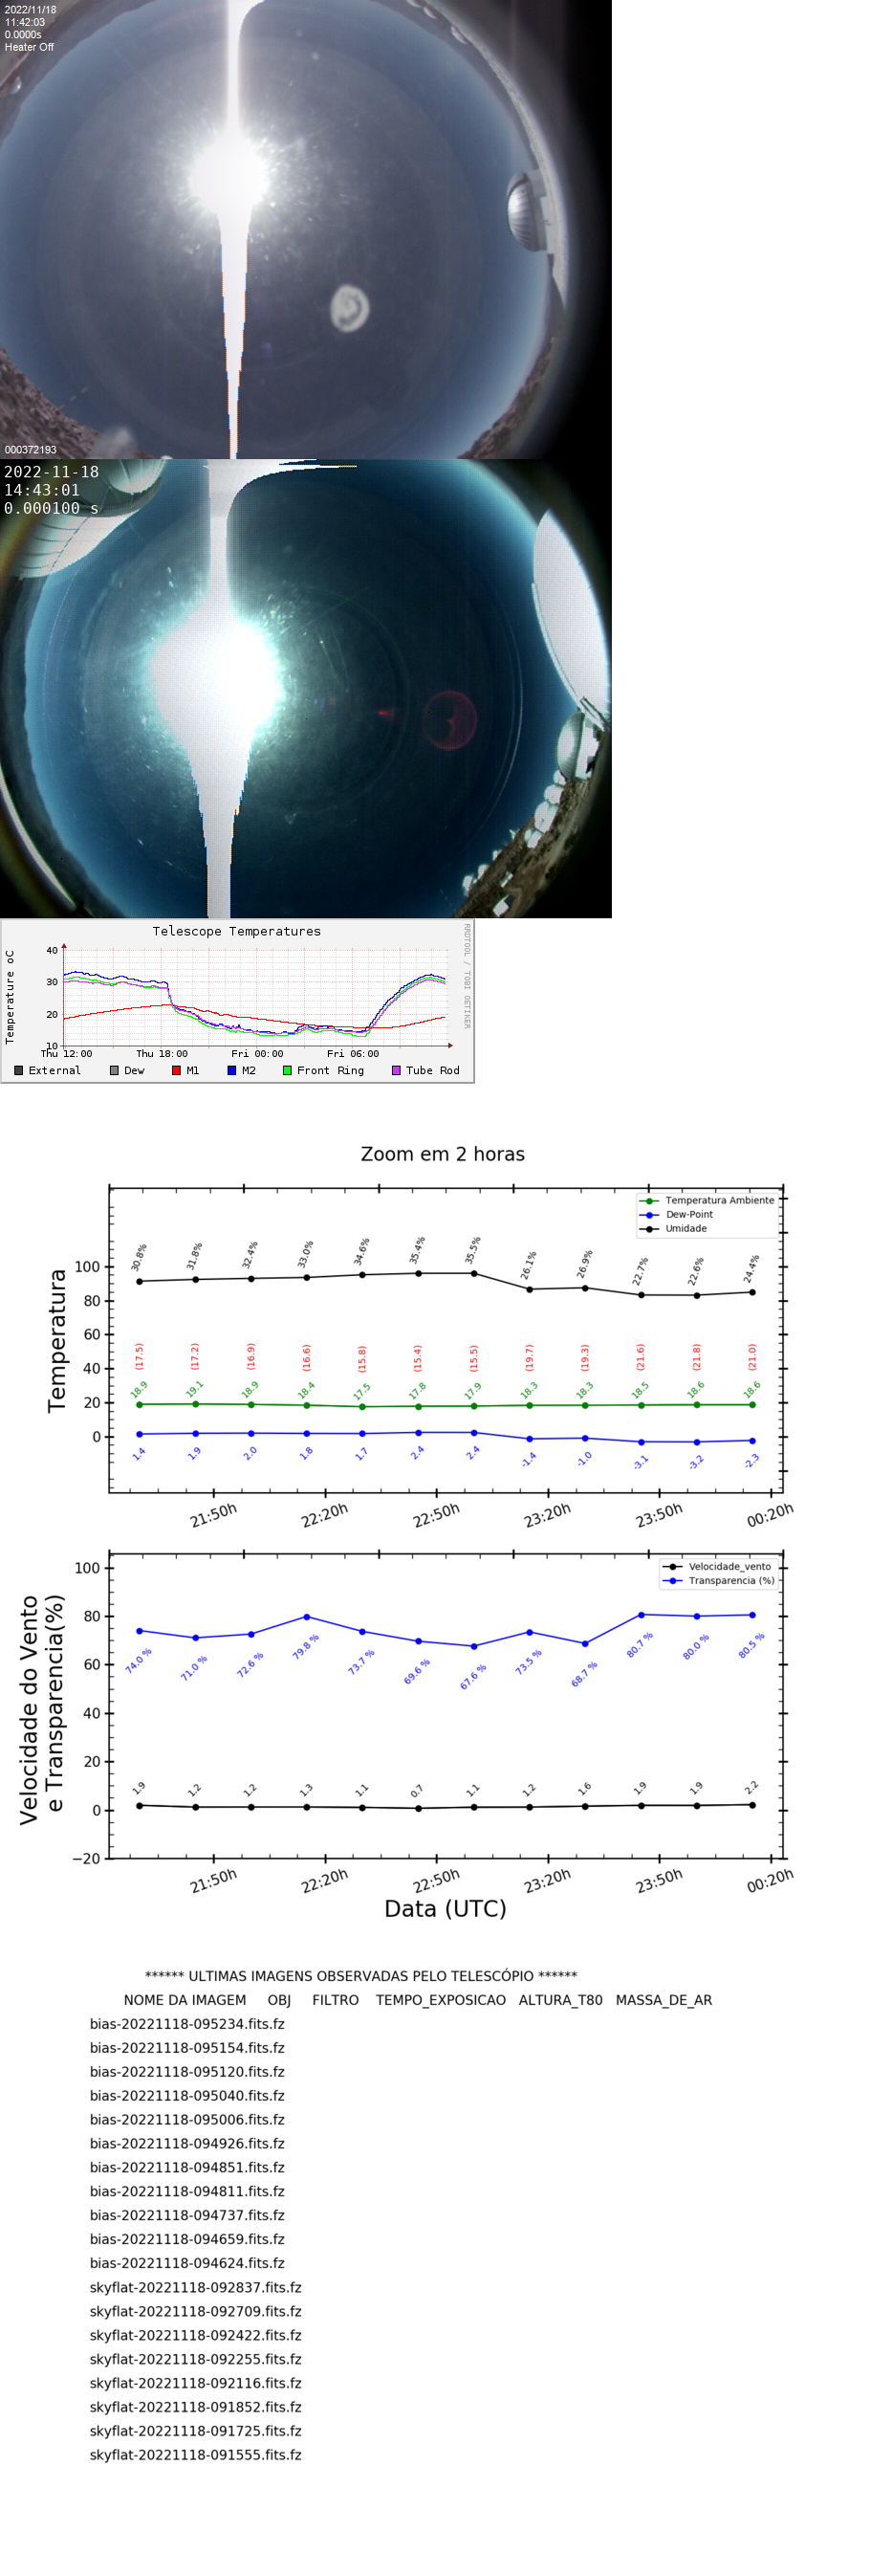 2022/11/18
11:42:03
0.0000s
Heater Off
000372193
2022-11-18
14:43:01
0.000100 s
Telescope Temperatures
RRDTOOL / TOBI OETIKER
Temperature oC
40
30
20
10
Thu 12:00 Thu 18:00 Fri 00:00 Fri 06:00
External Dew M1 M2 Front Ring Tube Rod
Zoom em 2 horas
Temperatura Ambiente
Dew-Point
Umidade
Temperatura
100
80
60
40
20
0
30.8% 31.8% 32.4% 33.0% 34.6% 35.4% 35.5% 26.1% 26.9% 22.7% 22.6% 24.4%
(17.5) (17.2) (16.9) (16.6) (15.8) (15.4) (15.5) (19.7) (19.3) (21.6) (21.8) (21.0)
18.9 19.1 18.9 18.4 17.5 17.8 17.9 18.3 18.3 18.5 18.6 18.6
1.4 1.9 2.0 1.8 1.7 2.4 2.4 -1.4 -1.0 -3.1 -3.2 -2.3
21:50h 22:20h 22:50h 23:20h 23:50h 00:20h
Velocidade_vento
Transparencia (%)
Velocidade do Vento
e Transparencia(%)
100
80
60
40
20
0
−20
74.0 % 71.0 % 72.6 % 79.8 % 73.7 % 69.6 % 67.6 % 73.5 % 68.7 % 80.7 % 80.0 % 80.5 %
1.9 1.2 1.2 1.3 1.1 0.7 1.1 1.2 1.6 1.9 1.9 2.2
21:50h 22:20h 22:50h 23:20h 23:50h 00:20h
Data (UTC)
****** ULTIMAS IMAGENS OBSERVADAS PELO TELESCÓPIO ******
NOME DA IMAGEM OBJ FILTRO TEMPO_EXPOSICAO ALTURA_T80 MASSA_DE_AR
bias-20221118-095234.fits.fz
bias-20221118-095154.fits.fz
bias-20221118-095120.fits.fz
bias-20221118-095040.fits.fz
bias-20221118-095006.fits.fz
bias-20221118-094926.fits.fz
bias-20221118-094851.fits.fz
bias-20221118-094811.fits.fz
bias-20221118-094737.fits.fz
bias-20221118-094659.fits.fz
bias-20221118-094624.fits.fz
skyflat-20221118-092837.fits.fz
skyflat-20221118-092709.fits.fz
skyflat-20221118-092422.fits.fz
skyflat-20221118-092255.fits.fz
skyflat-20221118-092116.fits.fz
skyflat-20221118-091852.fits.fz
skyflat-20221118-091725.fits.fz
skyflat-20221118-091555.fits.fz